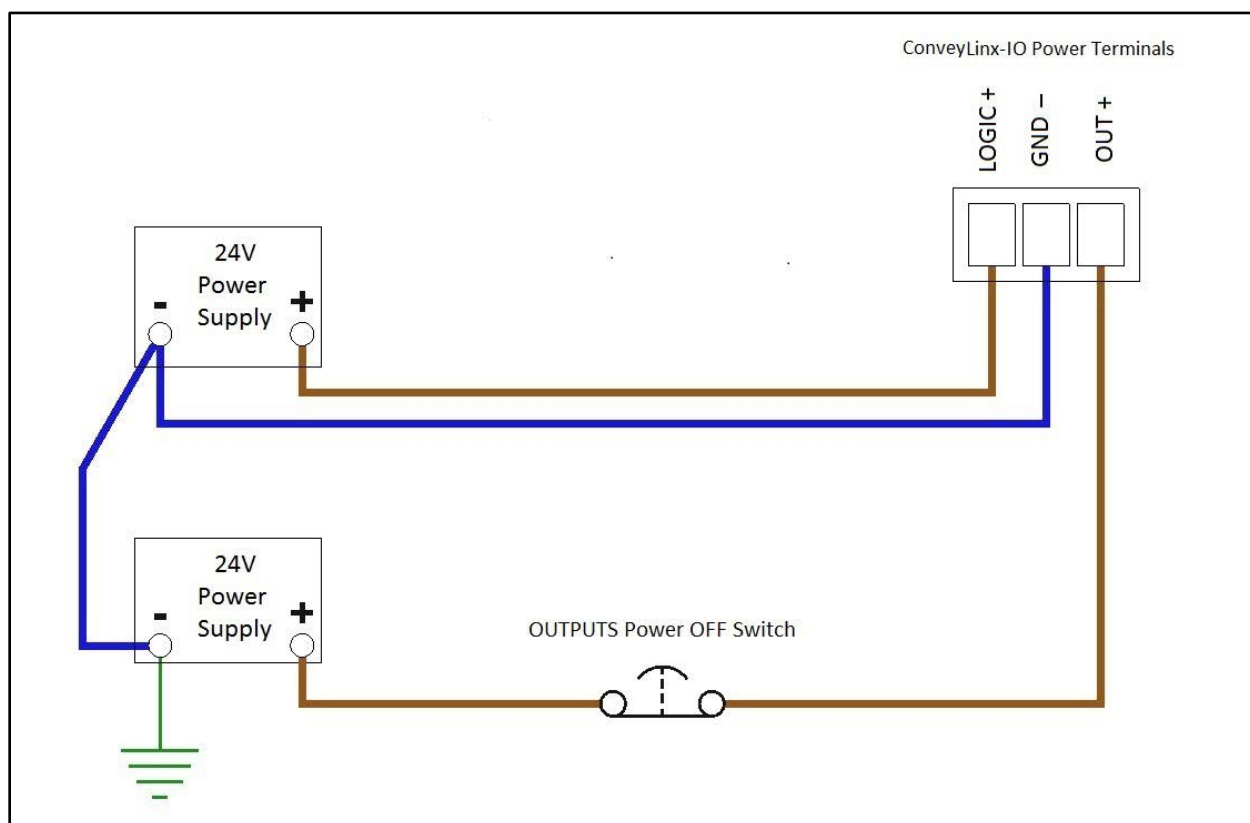 ConveyLinx-IO Power Terminals
LOGIC +
GND −
OUT +
24V
Power
Supply
-
+
24V
Power
Supply
-
+
OUTPUTS Power OFF Switch